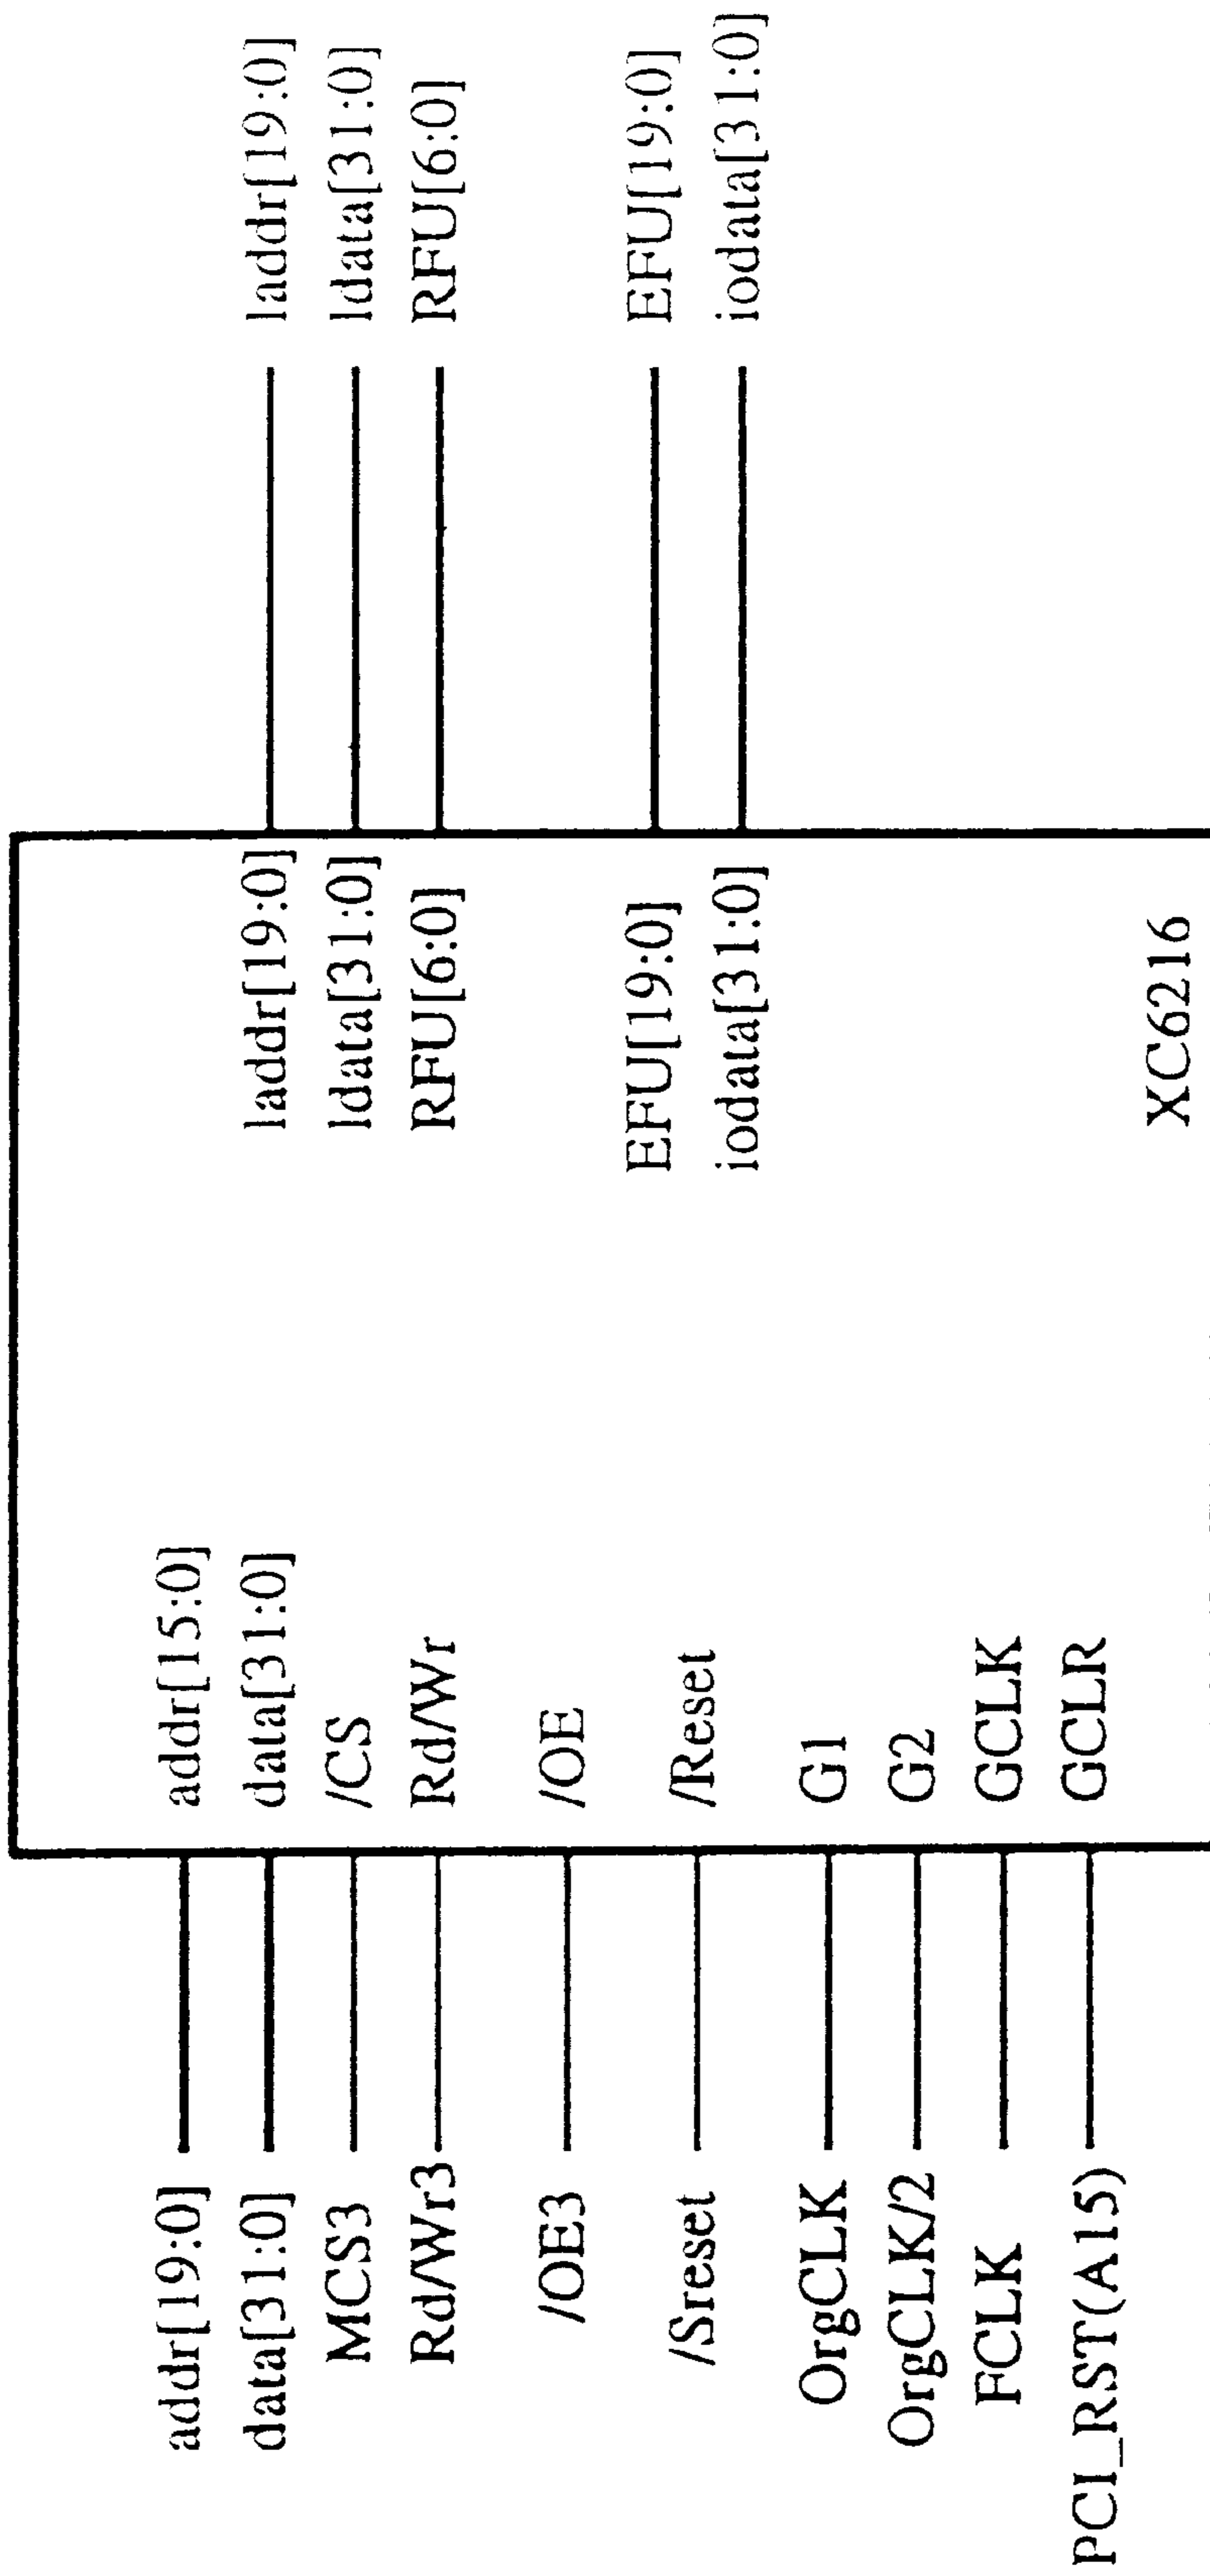 addr[19:0] addr[15:0]
data[31:0] data[31:0] laddr[19:0] laddr[19:0]
MCS3 /CS ldata[31:0] ldata[31:0]
Rd/Wr3 Rd/Wr RFU[6:0] RFU[6:0]
/OE3 /OE
EFU[19:0] EFU[19:0]
/Sreset /Reset iodata[31:0] iodata[31:0]
OrgCLK G1
OrgCLK/2 G2
FCLK GCLK
PCI_RST(A15) GCLR
XC6216